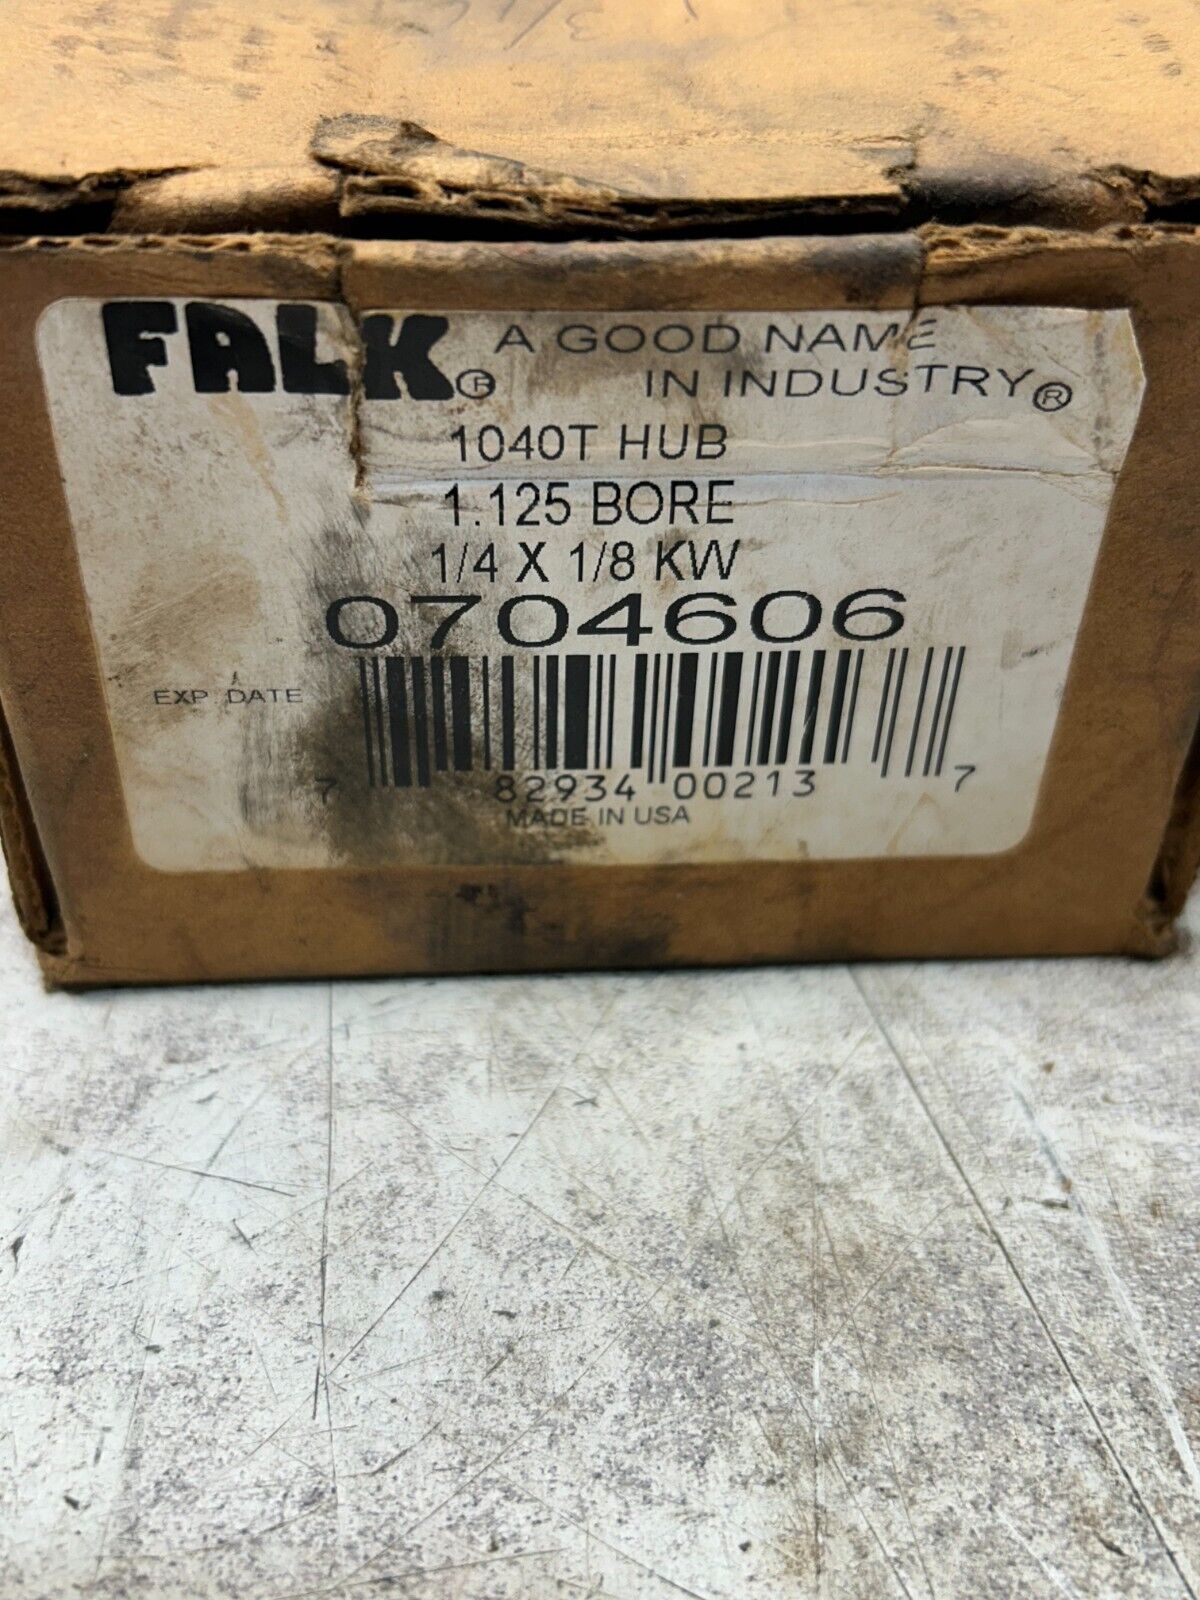 FALK® A GOOD NAME
IN INDUSTRY®
1040T HUB
1.125 BORE
1/4 X 1/8 KW
0704606
EXP. DATE
7 82934 00213 7
MADE IN USA